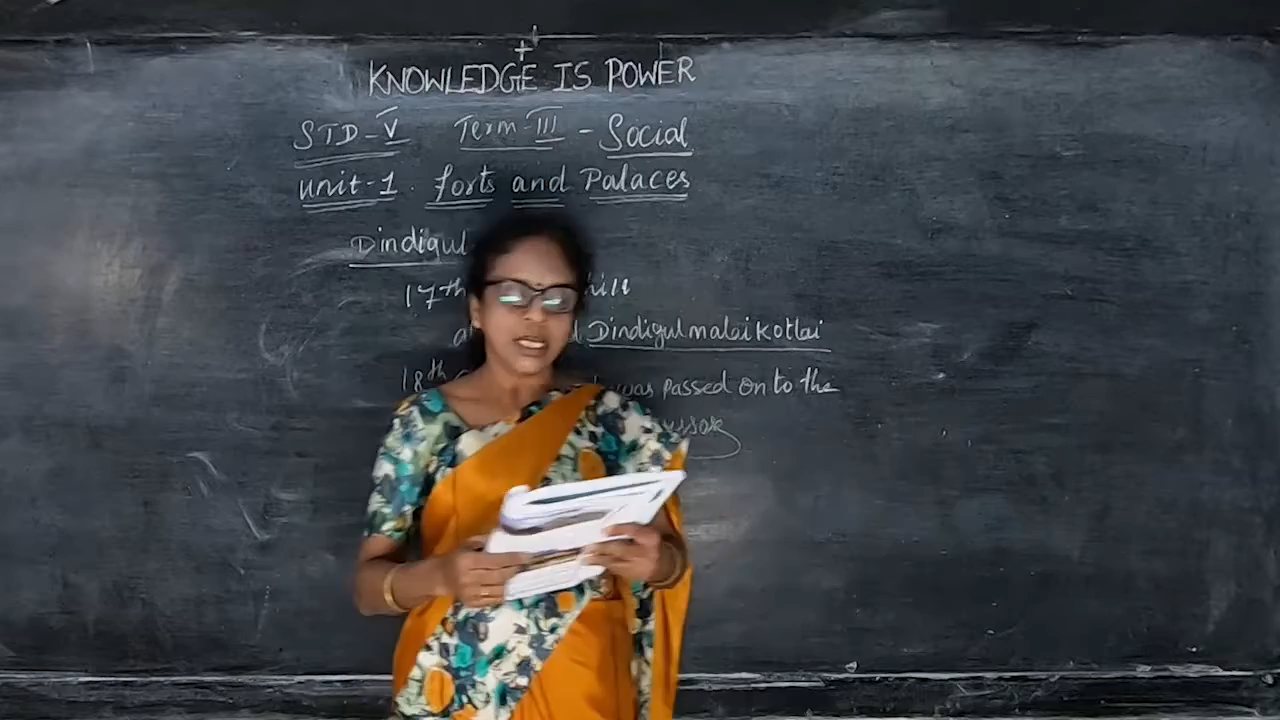 KNOWLEDGE IS POWER
STD-V Term-III - Social
unit-1. forts and Palaces
Dindigul
17th hill
Dindigulmalaikottai
18th was passed on to the